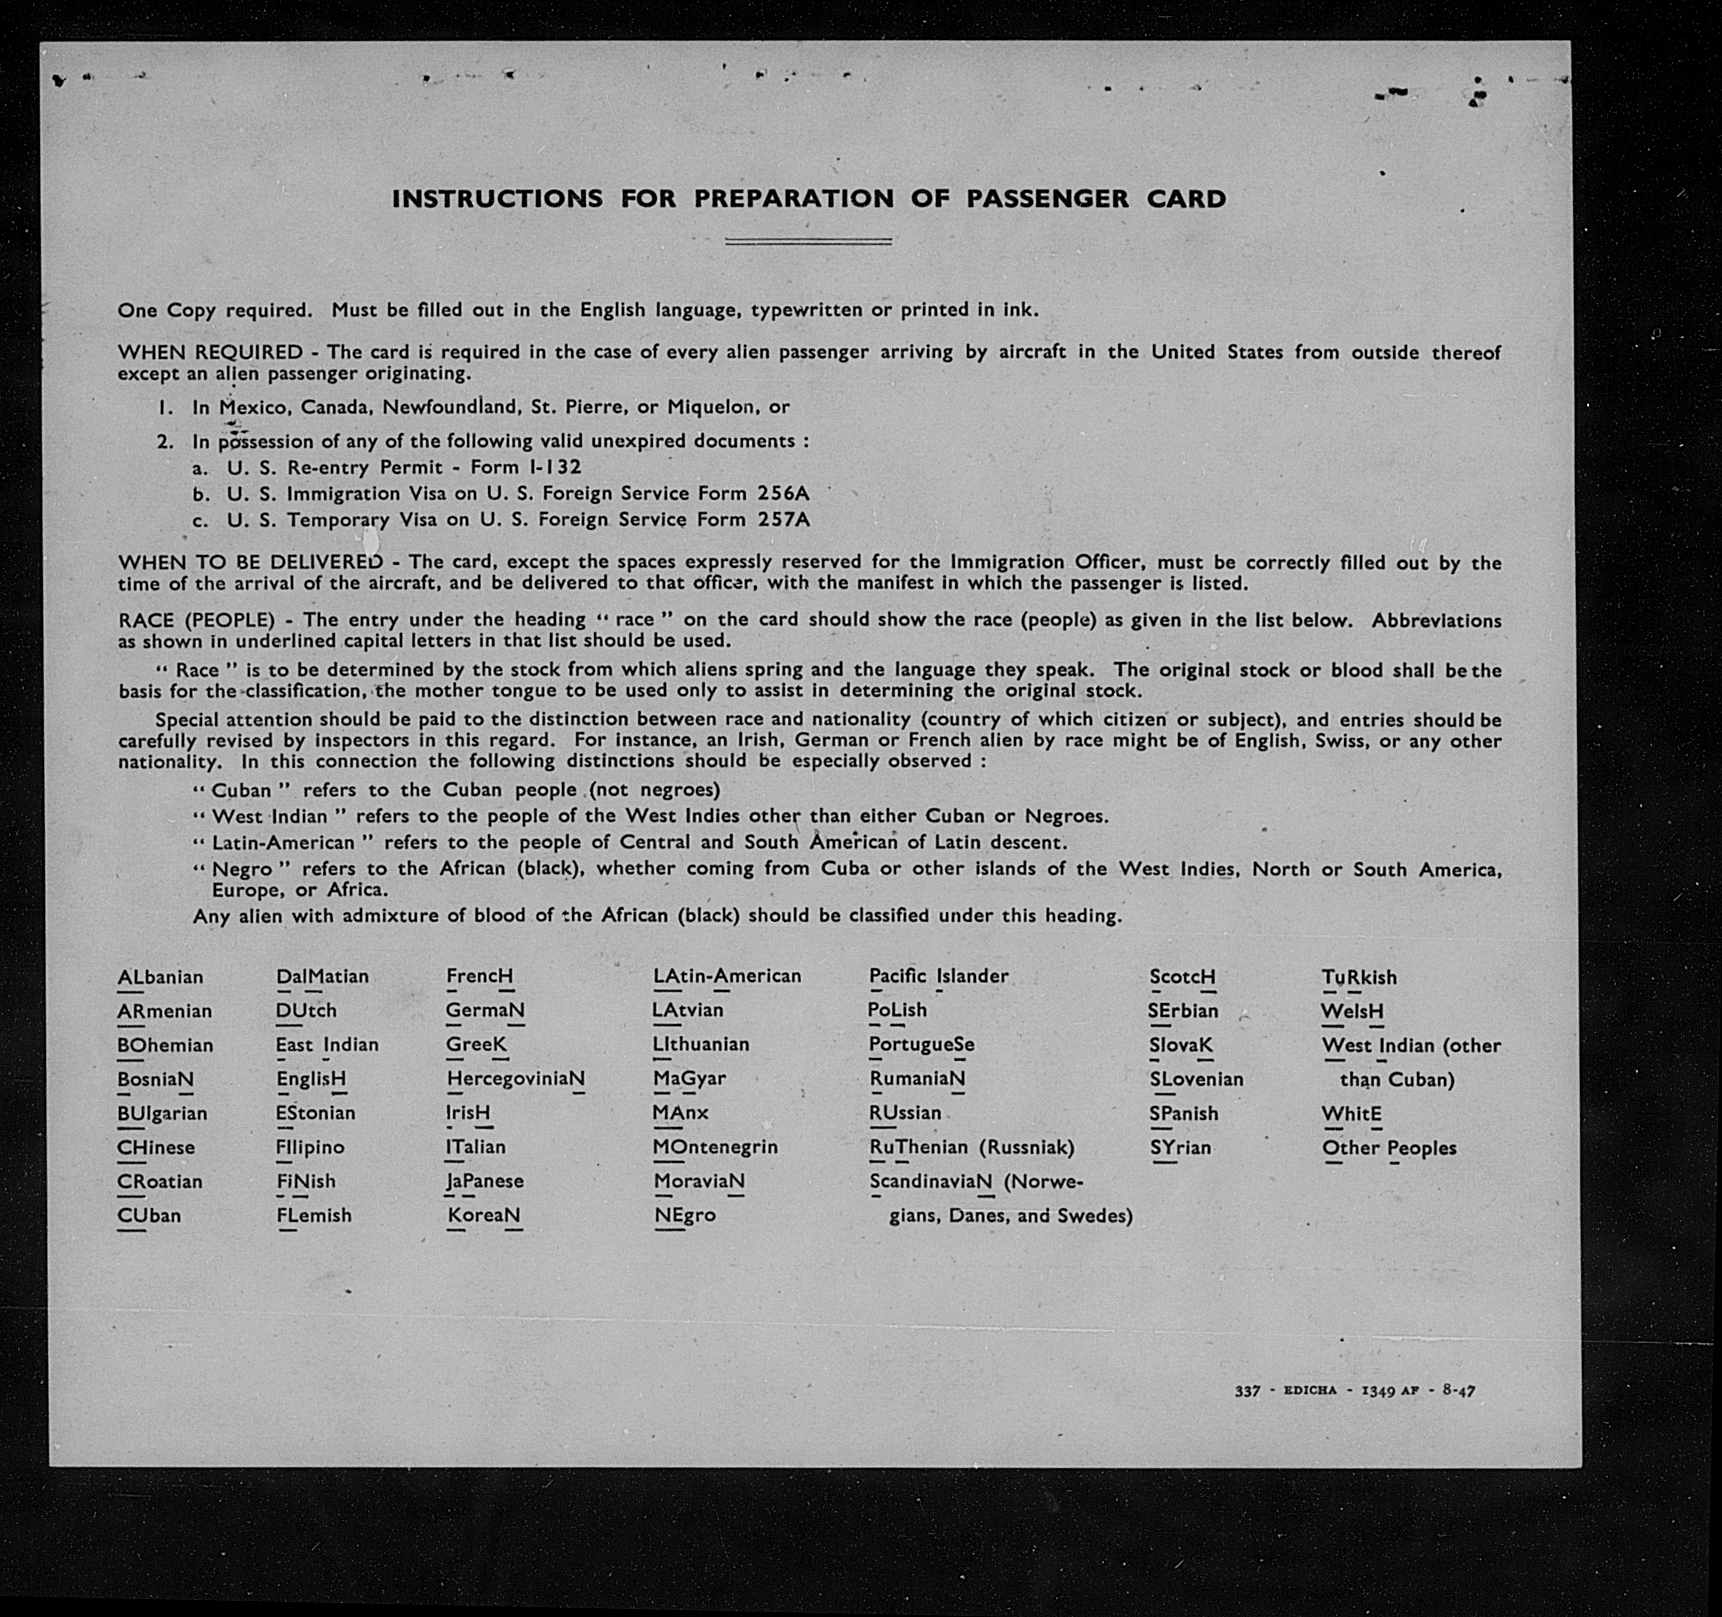 INSTRUCTIONS FOR PREPARATION OF PASSENGER CARD
One Copy required. Must be filled out in the English language, typewritten or printed in ink.
WHEN REQUIRED - The card is required in the case of every alien passenger arriving by aircraft in the United States from outside thereof
except an alien passenger originating.
1. In Mexico, Canada, Newfoundland, St. Pierre, or Miquelon, or
2. In possession of any of the following valid unexpired documents :
a. U. S. Re-entry Permit - Form I-132
b. U. S. Immigration Visa on U. S. Foreign Service Form 256A
c. U. S. Temporary Visa on U. S. Foreign Service Form 257A
WHEN TO BE DELIVERED - The card, except the spaces expressly reserved for the Immigration Officer, must be correctly filled out by the
time of the arrival of the aircraft, and be delivered to that officer, with the manifest in which the passenger is listed.
RACE (PEOPLE) - The entry under the heading “ race ” on the card should show the race (people) as given in the list below. Abbreviations
as shown in underlined capital letters in that list should be used.
“ Race ” is to be determined by the stock from which aliens spring and the language they speak. The original stock or blood shall be the
basis for the classification, the mother tongue to be used only to assist in determining the original stock.
Special attention should be paid to the distinction between race and nationality (country of which citizen or subject), and entries should be
carefully revised by inspectors in this regard. For instance, an Irish, German or French alien by race might be of English, Swiss, or any other
nationality. In this connection the following distinctions should be especially observed :
“ Cuban ” refers to the Cuban people (not negroes)
“ West Indian ” refers to the people of the West Indies other than either Cuban or Negroes.
“ Latin-American ” refers to the people of Central and South American of Latin descent.
“ Negro ” refers to the African (black), whether coming from Cuba or other islands of the West Indies, North or South America,
Europe, or Africa.
Any alien with admixture of blood of the African (black) should be classified under this heading.
ALbanian DalMatian FrencH LAtin-American Pacific Islander ScotcH TuRkish
ARmenian DUtch GermaN LAtvian PoLish SErbian WelsH
BOhemian East Indian GreeK LIthuanian PortugueSe SlovaK West Indian (other
BosniaN EnglisH HercegoviniaN MaGyar RumaniaN SLovenian than Cuban)
BUlgarian EStonian IrisH MAnx RUssian SPanish WhitE
CHinese FIlipino ITalian MOntenegrin RuThenian (Russniak) SYrian Other Peoples
CRoatian FiNish JaPanese MoraviaN ScandinaviaN (Norwe-
CUban FLemish KoreaN NEgro gians, Danes, and Swedes)
337 - EDICHA - 1349 AF - 8-47